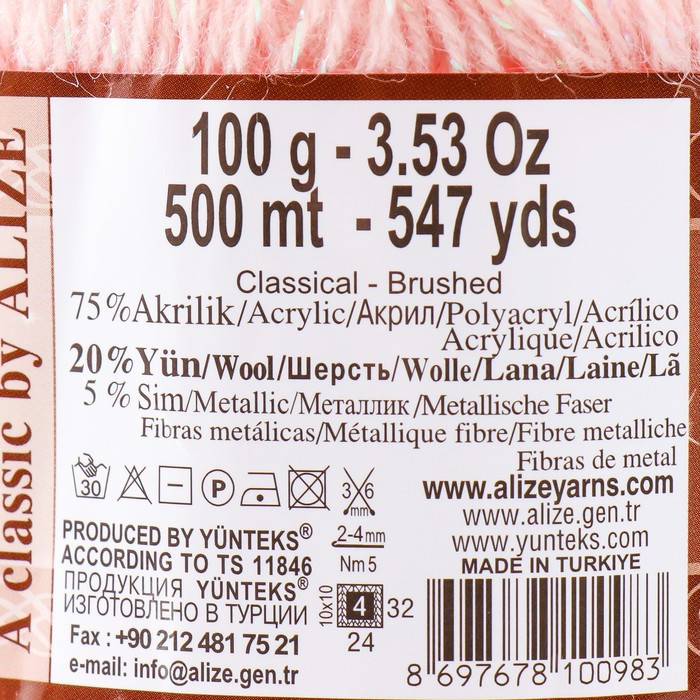 A classic by ALIZE
100 g - 3.53 Oz
500 mt - 547 yds
Classical - Brushed
75 % Akrilik/Acrylic/Акрил/Polyacryl/Acrílico
Acrylique/Acrilico
20 % Yün/Wool/Шерсть/Wolle/Lana/Laine/Lã
5 % Sim/Metallic/Металлик/Metallische Faser
Fibras metálicas/Métallique fibre/Fibre metalliche
Fibras de metal
30
P
3 6
mm
www.alizeyarns.com
www.alize.gen.tr
www.yunteks.com
MADE IN TURKIYE
PRODUCED BY YÜNTEKS®
ACCORDING TO TS 11846
ПРОДУКЦИЯ YÜNTEKS®
ИЗГОТОВЛЕНО В ТУРЦИИ
Fax : +90 212 481 75 21
e-mail: info@alize.gen.tr
2-4mm
Nm 5
10x10
4
32
24
8 697678 100983